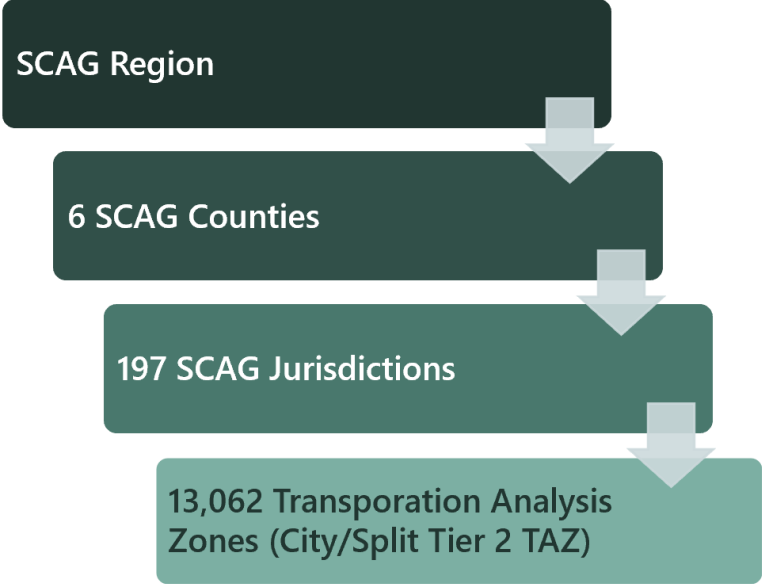 SCAG Region
6 SCAG Counties
197 SCAG Jurisdictions
13,062 Transporation Analysis
Zones (City/Split Tier 2 TAZ)